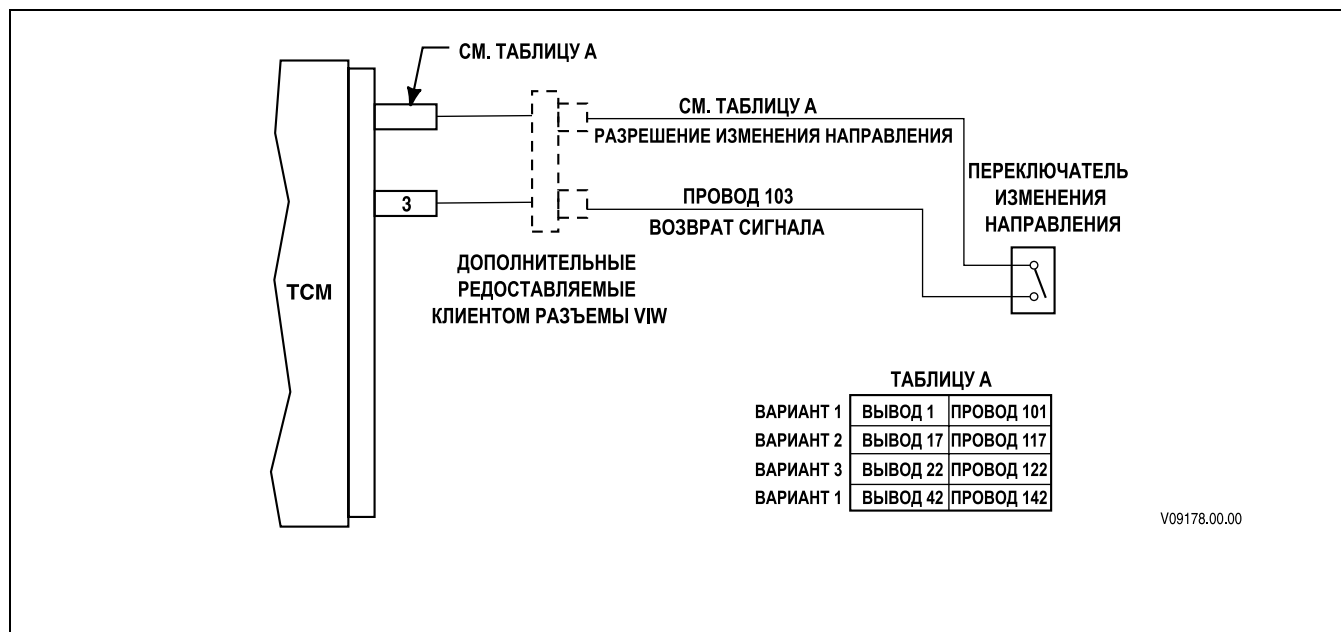 СМ. ТАБЛИЦУ А
СМ. ТАБЛИЦУ А
РАЗРЕШЕНИЕ ИЗМЕНЕНИЯ НАПРАВЛЕНИЯ
ПЕРЕКЛЮЧАТЕЛЬ
ИЗМЕНЕНИЯ
НАПРАВЛЕНИЯ
3
ПРОВОД 103
ВОЗВРАТ СИГНАЛА
TCM
ДОПОЛНИТЕЛЬНЫЕ
РЕДОСТАВЛЯЕМЫЕ
КЛИЕНТОМ РАЗЪЕМЫ VIW
ТАБЛИЦУ А
ВАРИАНТ 1 ВЫВОД 1 ПРОВОД 101
ВАРИАНТ 2 ВЫВОД 17 ПРОВОД 117
ВАРИАНТ 3 ВЫВОД 22 ПРОВОД 122
ВАРИАНТ 1 ВЫВОД 42 ПРОВОД 142
V09178.00.00